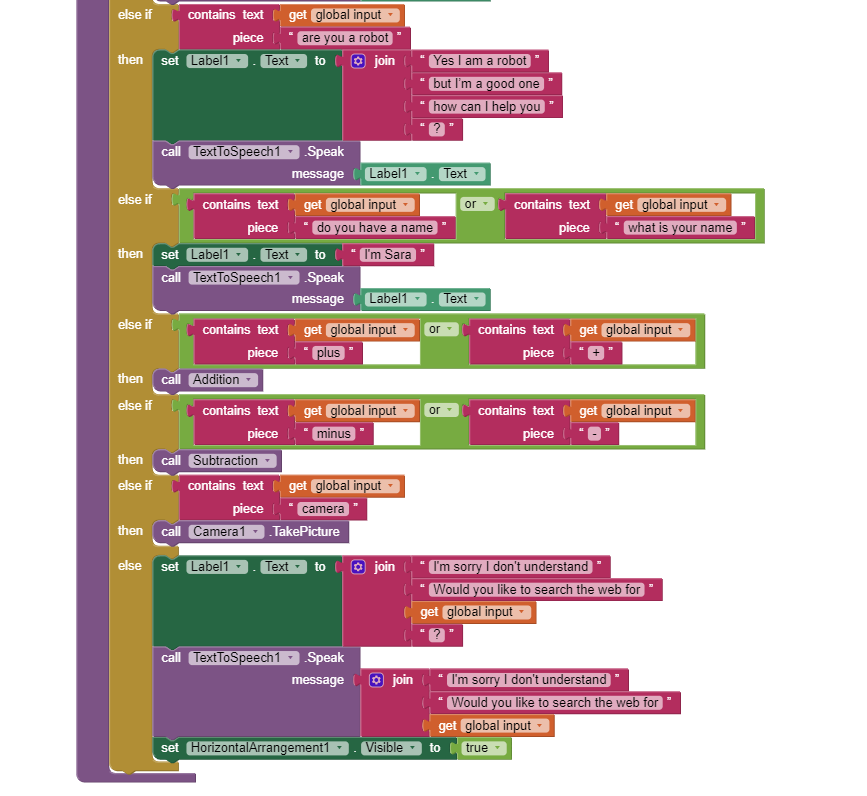 else if contains text get global input
piece “ are you a robot ”
then set Label1 . Text to join “ Yes I am a robot ”
“ but I'm a good one ”
“ how can I help you ”
“ ? ”
call TextToSpeech1 .Speak
message Label1 . Text
else if contains text get global input or contains text get global input
piece “ do you have a name ” piece “ what is your name ”
then set Label1 . Text to “ I'm Sara ”
call TextToSpeech1 .Speak
message Label1 . Text
else if contains text get global input or contains text get global input
piece “ plus ” piece “ + ”
then call Addition
else if contains text get global input or contains text get global input
piece “ minus ” piece “ - ”
then call Subtraction
else if contains text get global input
piece “ camera ”
then call Camera1 .TakePicture
else set Label1 . Text to join “ I'm sorry I don't understand ”
“ Would you like to search the web for ”
get global input
“ ? ”
call TextToSpeech1 .Speak
message join “ I'm sorry I don't understand ”
“ Would you like to search the web for ”
get global input
set HorizontalArrangement1 . Visible to true